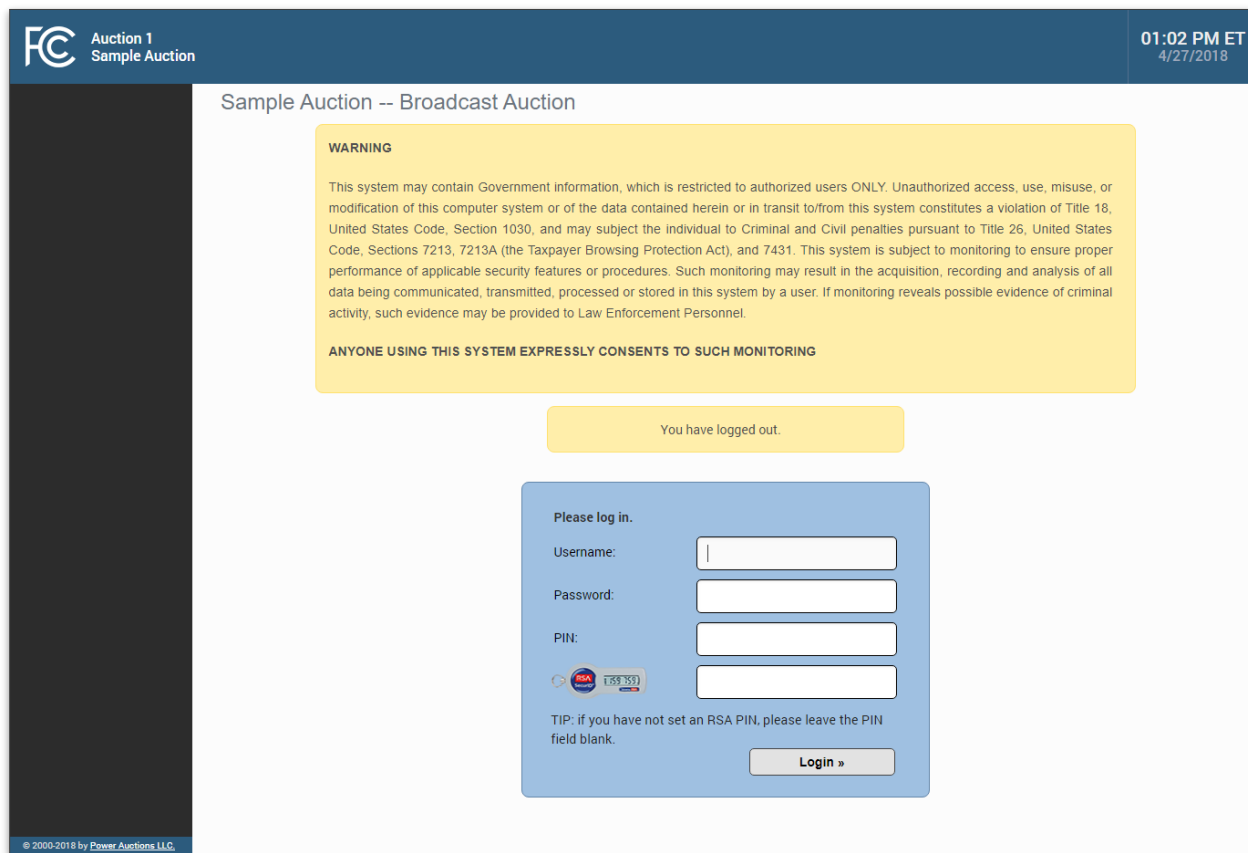 FCC
Auction 1
Sample Auction
01:02 PM ET
4/27/2018
Sample Auction -- Broadcast Auction
WARNING
This system may contain Government information, which is restricted to authorized users ONLY. Unauthorized access, use, misuse, or
modification of this computer system or of the data contained herein or in transit to/from this system constitutes a violation of Title 18,
United States Code, Section 1030, and may subject the individual to Criminal and Civil penalties pursuant to Title 26, United States
Code, Sections 7213, 7213A (the Taxpayer Browsing Protection Act), and 7431. This system is subject to monitoring to ensure proper
performance of applicable security features or procedures. Such monitoring may result in the acquisition, recording and analysis of all
data being communicated, transmitted, processed or stored in this system by a user. If monitoring reveals possible evidence of criminal
activity, such evidence may be provided to Law Enforcement Personnel.
ANYONE USING THIS SYSTEM EXPRESSLY CONSENTS TO SUCH MONITORING
You have logged out.
Please log in.
Username:
Password:
PIN:
RSA
SecurID
159 759
TIP: if you have not set an RSA PIN, please leave the PIN
field blank.
Login »
© 2000-2018 by Power Auctions LLC.